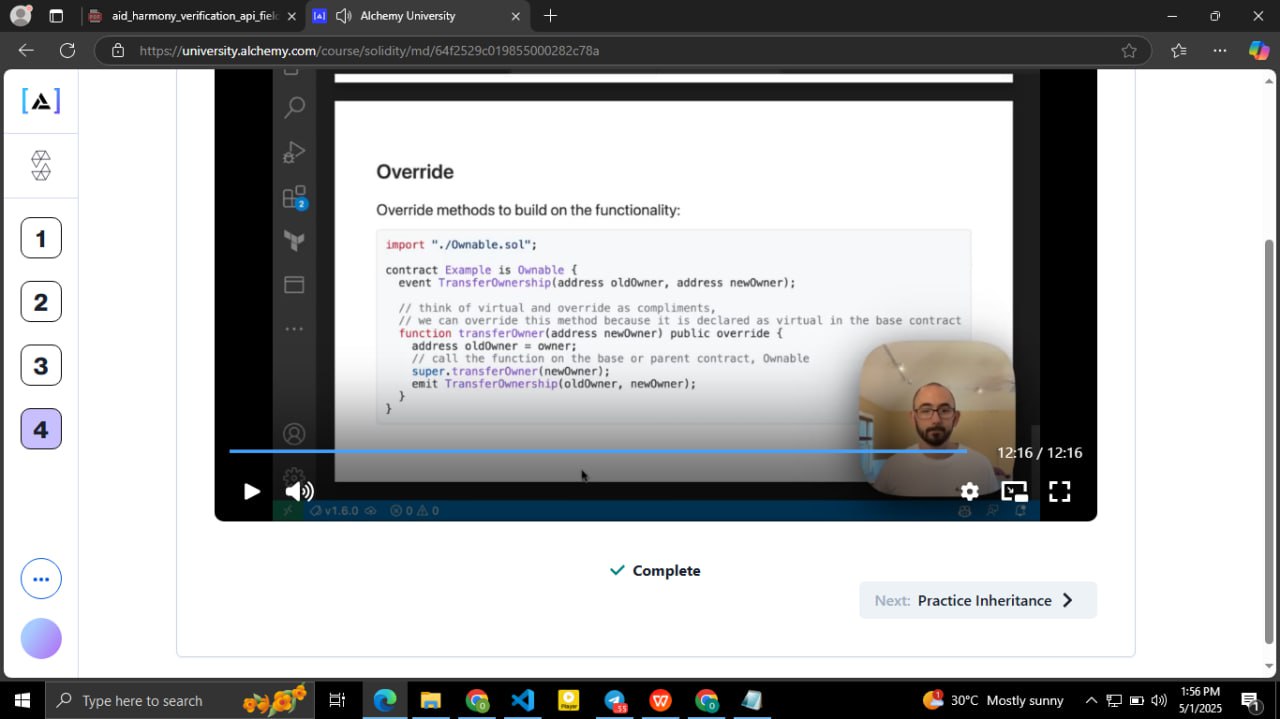 aid_harmony_verification_api_fiel
Alchemy University
https://university.alchemy.com/course/solidity/md/64f2529c019855000282c78a
1
2
3
4
2
Override
Override methods to build on the functionality:
import "./Ownable.sol";
contract Example is Ownable {
event TransferOwnership(address oldOwner, address newOwner);
// think of virtual and override as compliments,
// we can override this method because it is declared as virtual in the base contract
function transferOwner(address newOwner) public override {
address oldOwner = owner;
// call the function on the base or parent contract, Ownable
super.transferOwner(newOwner);
emit TransferOwnership(oldOwner, newOwner);
}
}
12:16 / 12:16
v1.6.0
0 0
Complete
Next: Practice Inheritance
Type here to search
33
1
30°C Mostly sunny
1:56 PM
5/1/2025
1